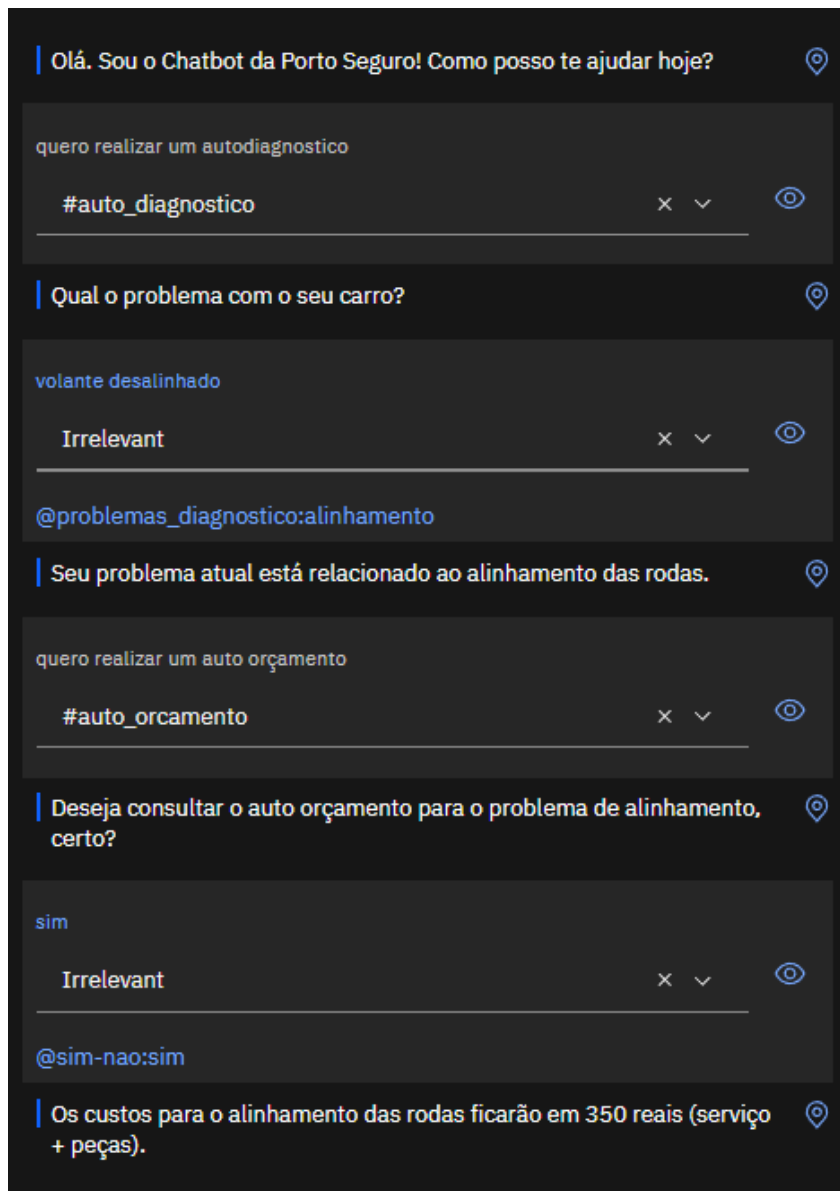 Olá. Sou o Chatbot da Porto Seguro! Como posso te ajudar hoje?
quero realizar um autodiagnostico
#auto_diagnostico
Qual o problema com o seu carro?
volante desalinhado
Irrelevant
@problemas_diagnostico:alinhamento
Seu problema atual está relacionado ao alinhamento das rodas.
quero realizar um auto orçamento
#auto_orcamento
Deseja consultar o auto orçamento para o problema de alinhamento,
certo?
sim
Irrelevant
@sim-nao:sim
Os custos para o alinhamento das rodas ficarão em 350 reais (serviço
+ peças).